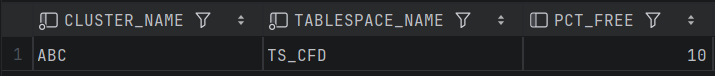 CLUSTER_NAME TABLESPACE_NAME PCT_FREE
1 ABC TS_CFD 10